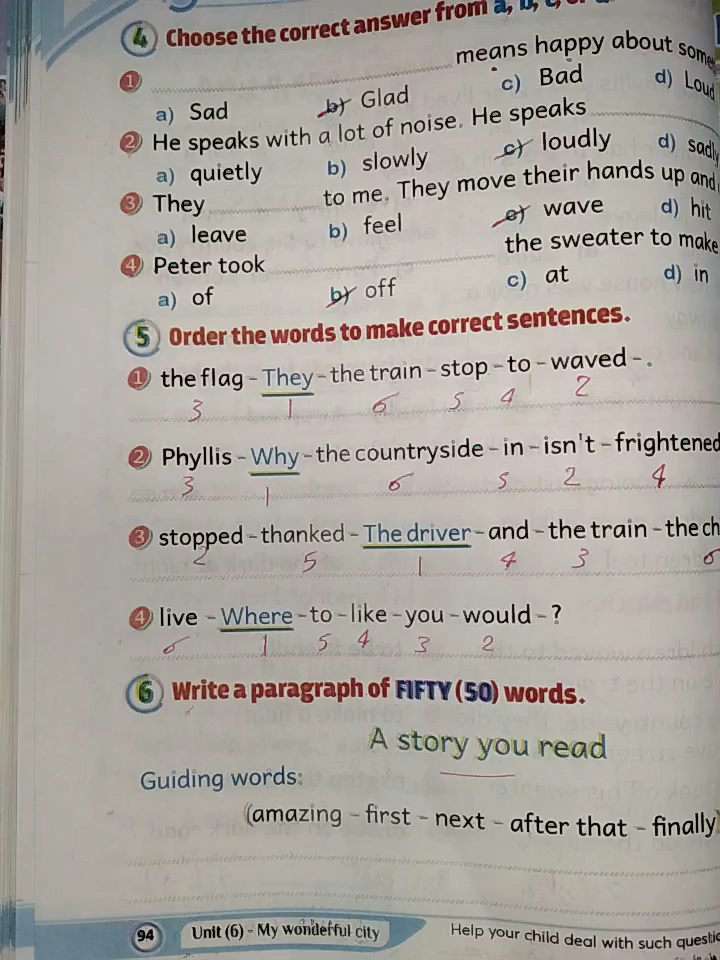 4 Choose the correct answer from a, b, c, or d
1 ........ means happy about some
a) Sad b) Glad c) Bad d) Loud
2 He speaks with a lot of noise. He speaks ........
a) quietly b) slowly c) loudly d) sadly
3 They ........ to me. They move their hands up and
a) leave b) feel c) wave d) hit
4 Peter took ........ the sweater to make
a) of b) off c) at d) in
5 Order the words to make correct sentences.
1 the flag - They - the train - stop - to - waved - .
3 1 6 5 4 2
2 Phyllis - Why - the countryside - in - isn't - frightened
3 1 6 5 2 4
3 stopped - thanked - The driver - and - the train - the ch
2 5 1 4 3 6
4 live - Where - to - like - you - would - ?
6 1 5 4 3 2
6 Write a paragraph of FIFTY (50) words.
A story you read
Guiding words:
(amazing - first - next - after that - finally)
94 Unit (6) - My wonderful city Help your child deal with such questio